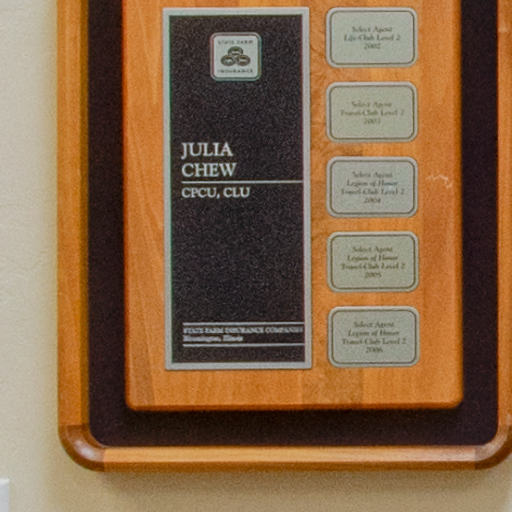 STATE FARM
INSURANCE
JULIA
CHEW
CPCU, CLU
STATE FARM INSURANCE COMPANIES
Bloomington, Illinois
Select Agent
Life-Club Level 2
2002
Select Agent
Travel-Club Level 2
2003
Select Agent
Legion of Honor
Travel-Club Level 2
2004
Select Agent
Legion of Honor
Travel-Club Level 2
2005
Select Agent
Legion of Honor
Travel-Club Level 2
2006